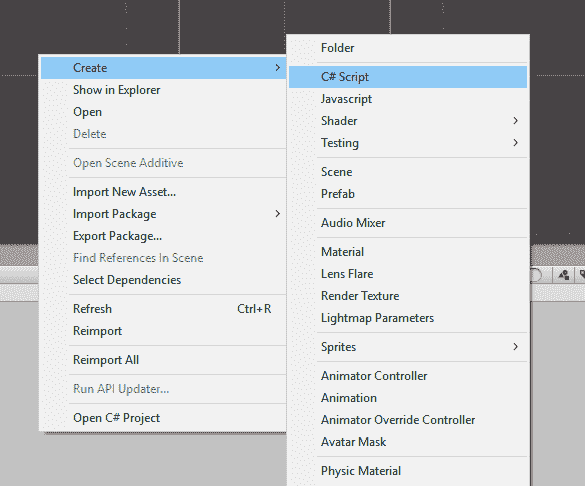 Create
Show in Explorer
Open
Delete
Open Scene Additive
Import New Asset...
Import Package
Export Package...
Find References In Scene
Select Dependencies
Refresh Ctrl+R
Reimport
Reimport All
Run API Updater...
Open C# Project
Folder
C# Script
Javascript
Shader
Testing
Scene
Prefab
Audio Mixer
Material
Lens Flare
Render Texture
Lightmap Parameters
Sprites
Animator Controller
Animation
Animator Override Controller
Avatar Mask
Physic Material